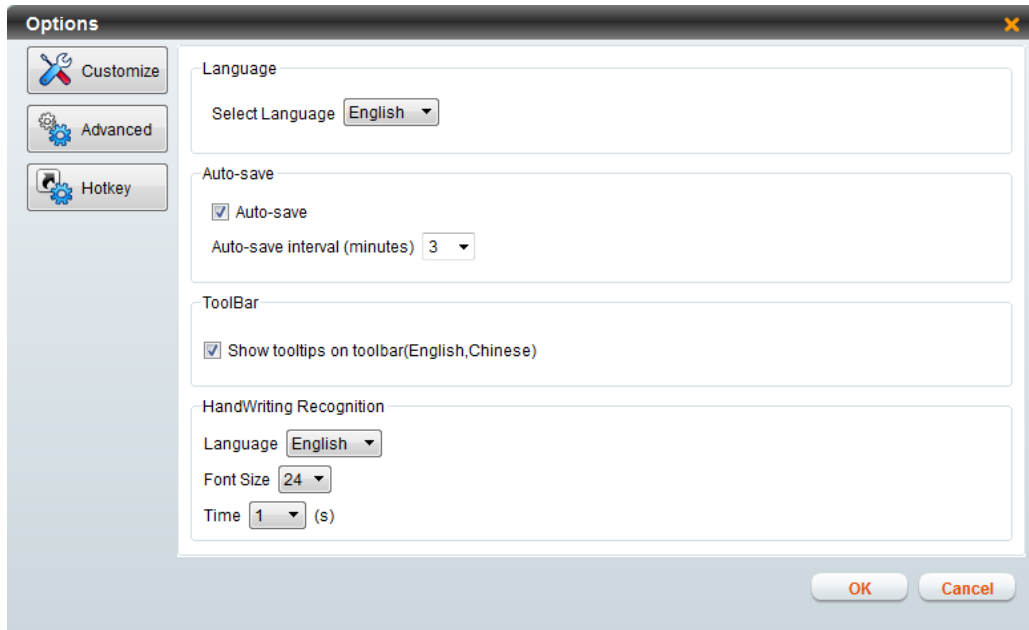 Options
Customize
Advanced
Hotkey
Language
Select Language English
Auto-save
Auto-save
Auto-save interval (minutes) 3
ToolBar
Show tooltips on toolbar(English,Chinese)
HandWriting Recognition
Language English
Font Size 24
Time 1 (s)
OK Cancel